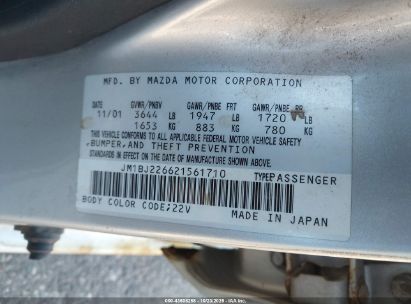 MFD. BY MAZDA MOTOR CORPORATION
DATE GVWR/PNBV GAWR/PNBE FRT GAWR/PNBE RR
11/01 3644 LB 1947 LB 1720 LB
1653 KG 883 KG 780 KG
THIS VEHICLE CONFORMS TO ALL APPLICABLE FEDERAL MOTOR VEHICLE SAFETY
BUMPER, AND THEFT PREVENTION
STANDARDS IN EFFECT ON THE DATE OF MANUFACTURE SHOWN ABOVE.
JM1BJ226621561710 TYPE:PASSENGER
BODY COLOR CODE:22V MADE IN JAPAN